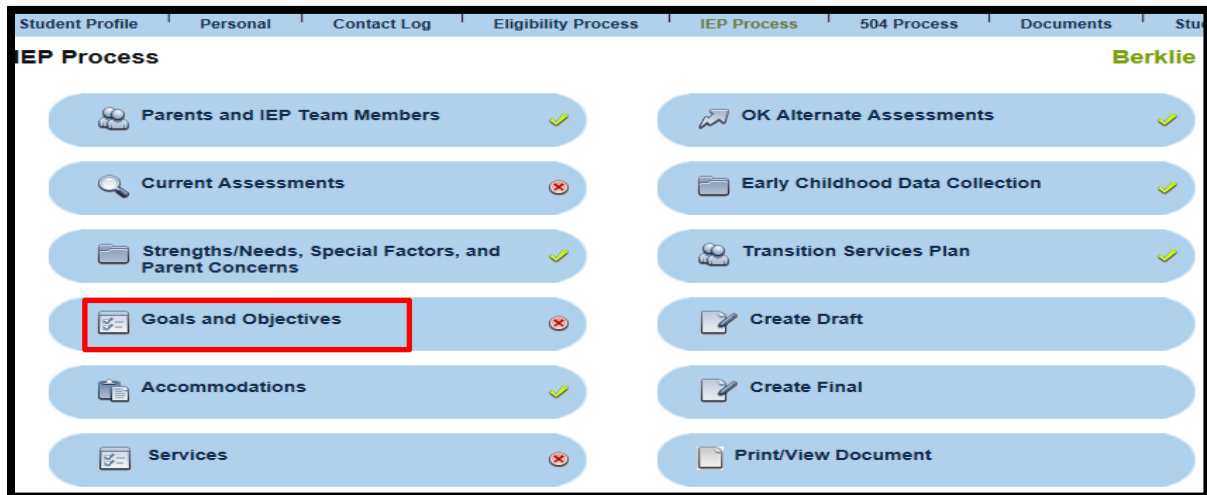 Student Profile Personal Contact Log Eligibility Process IEP Process 504 Process Documents
IEP Process Berklie
Parents and IEP Team Members
Current Assessments
Strengths/Needs, Special Factors, and
Parent Concerns
Goals and Objectives
Accommodations
Services
OK Alternate Assessments
Early Childhood Data Collection
Transition Services Plan
Create Draft
Create Final
Print/View Document